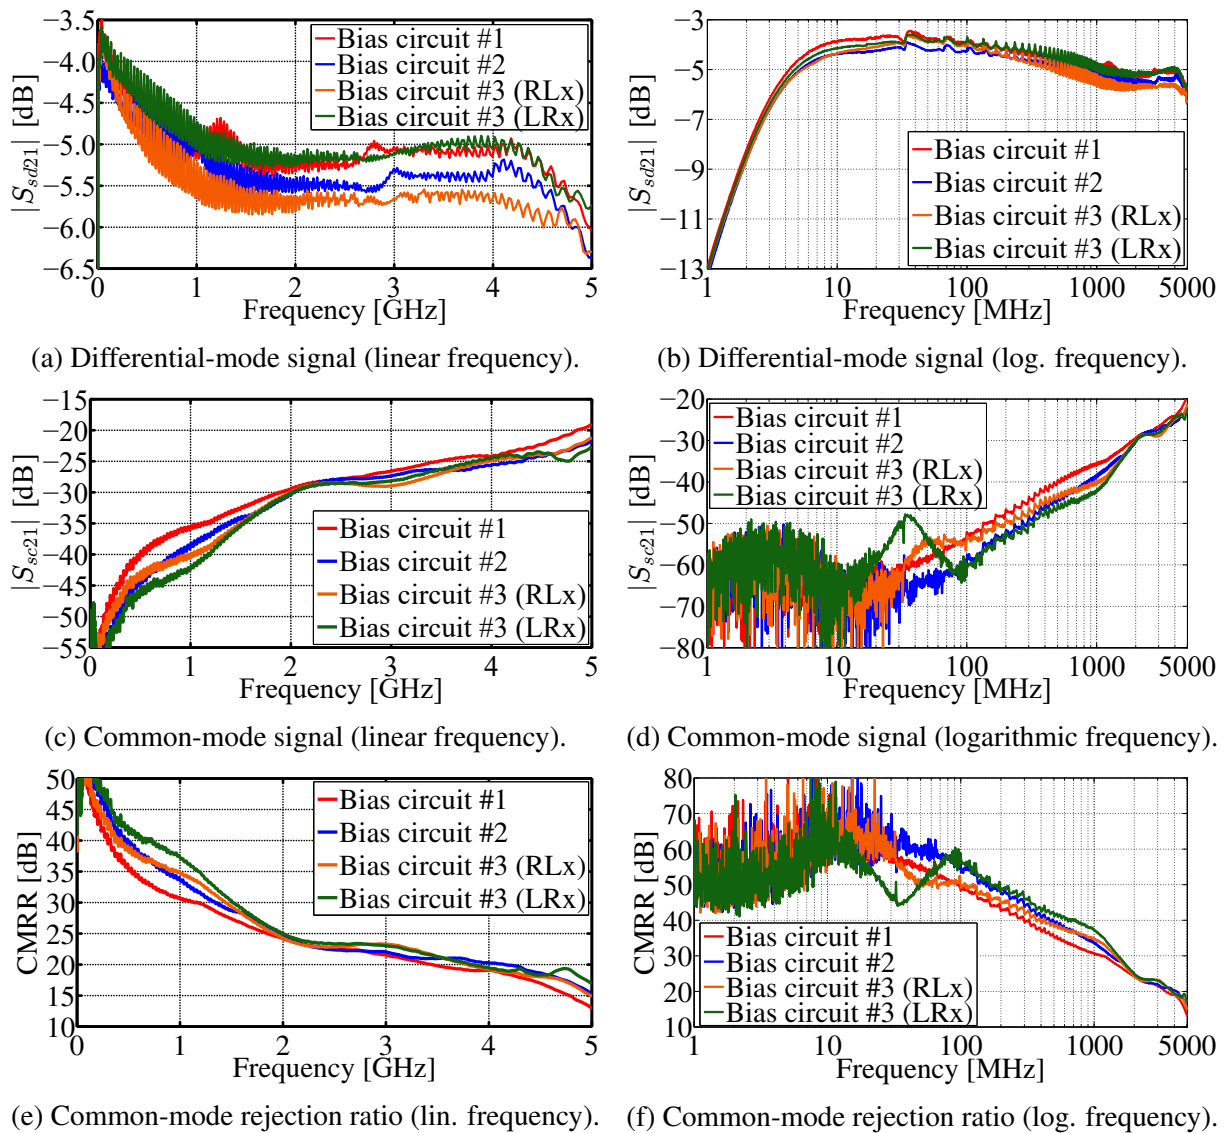 −3.5
−4.0
−4.5
−5.0
−5.5
−6.0
−6.5
|Ssd21| [dB]
Bias circuit #1
Bias circuit #2
Bias circuit #3 (RLx)
Bias circuit #3 (LRx)
0 1 2 3 4 5
Frequency [GHz]
(a) Differential-mode signal (linear frequency).
−3
−5
−7
−9
−11
−13
|Ssd21| [dB]
Bias circuit #1
Bias circuit #2
Bias circuit #3 (RLx)
Bias circuit #3 (LRx)
1 10 100 1000 5000
Frequency [MHz]
(b) Differential-mode signal (log. frequency).
−15
−20
−25
−30
−35
−40
−45
−50
−55
|Ssc21| [dB]
Bias circuit #1
Bias circuit #2
Bias circuit #3 (RLx)
Bias circuit #3 (LRx)
0 1 2 3 4 5
Frequency [GHz]
(c) Common-mode signal (linear frequency).
−20
−30
−40
−50
−60
−70
−80
|Ssc21| [dB]
Bias circuit #1
Bias circuit #2
Bias circuit #3 (RLx)
Bias circuit #3 (LRx)
1 10 100 1000 5000
Frequency [MHz]
(d) Common-mode signal (logarithmic frequency).
50
45
40
35
30
25
20
15
10
CMRR [dB]
Bias circuit #1
Bias circuit #2
Bias circuit #3 (RLx)
Bias circuit #3 (LRx)
0 1 2 3 4 5
Frequency [GHz]
(e) Common-mode rejection ratio (lin. frequency).
80
70
60
50
40
30
20
10
CMRR [dB]
Bias circuit #1
Bias circuit #2
Bias circuit #3 (RLx)
Bias circuit #3 (LRx)
1 10 100 1000 5000
Frequency [MHz]
(f) Common-mode rejection ratio (log. frequency).